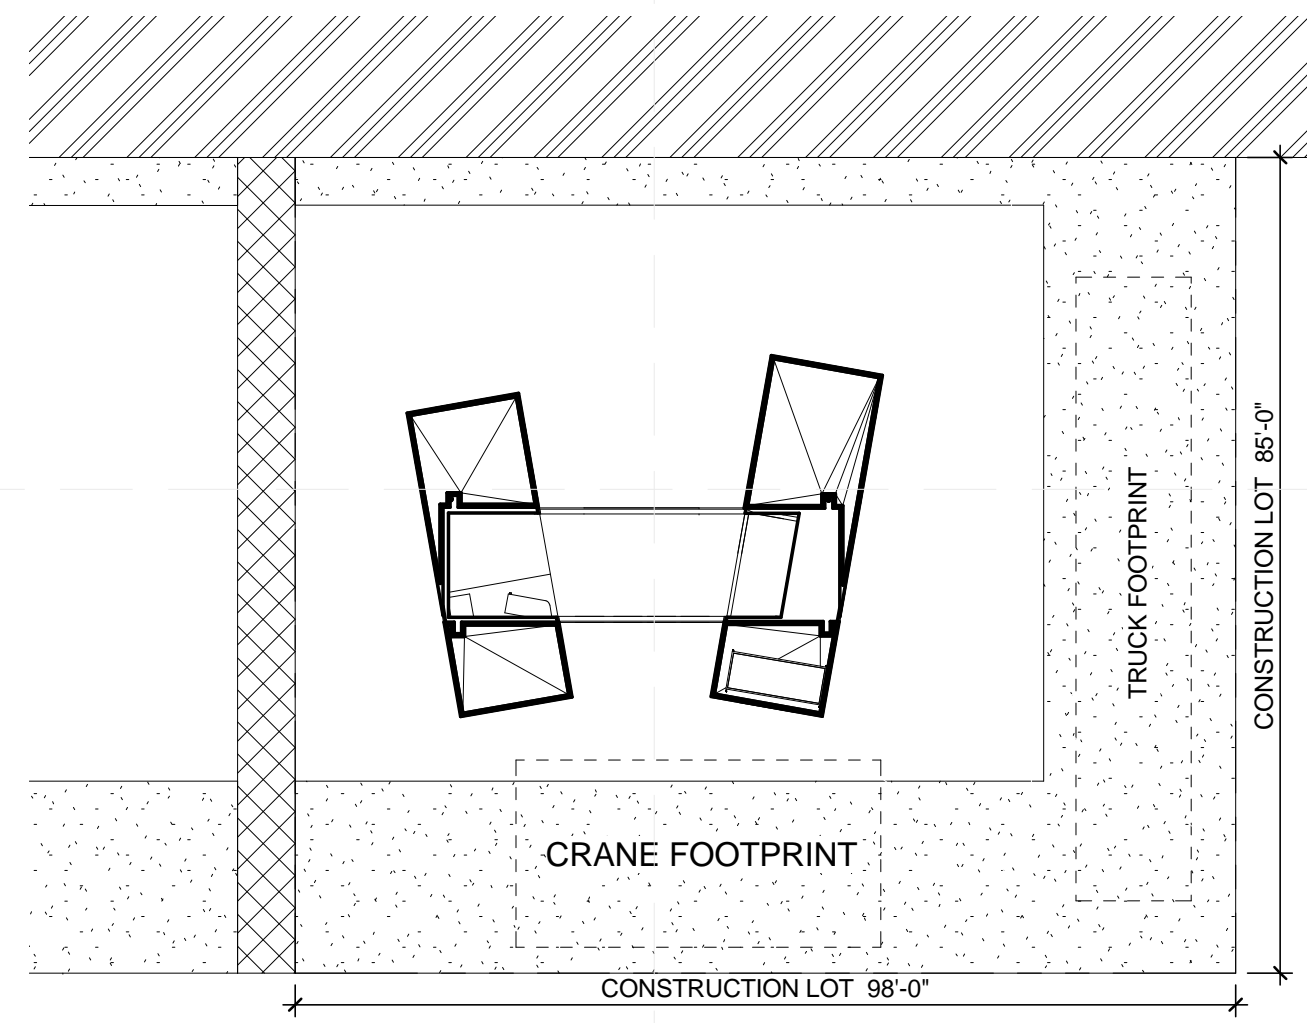 TRUCK FOOTPRINT
CONSTRUCTION LOT  85'-0"
CRANE FOOTPRINT
CONSTRUCTION LOT  98'-0"